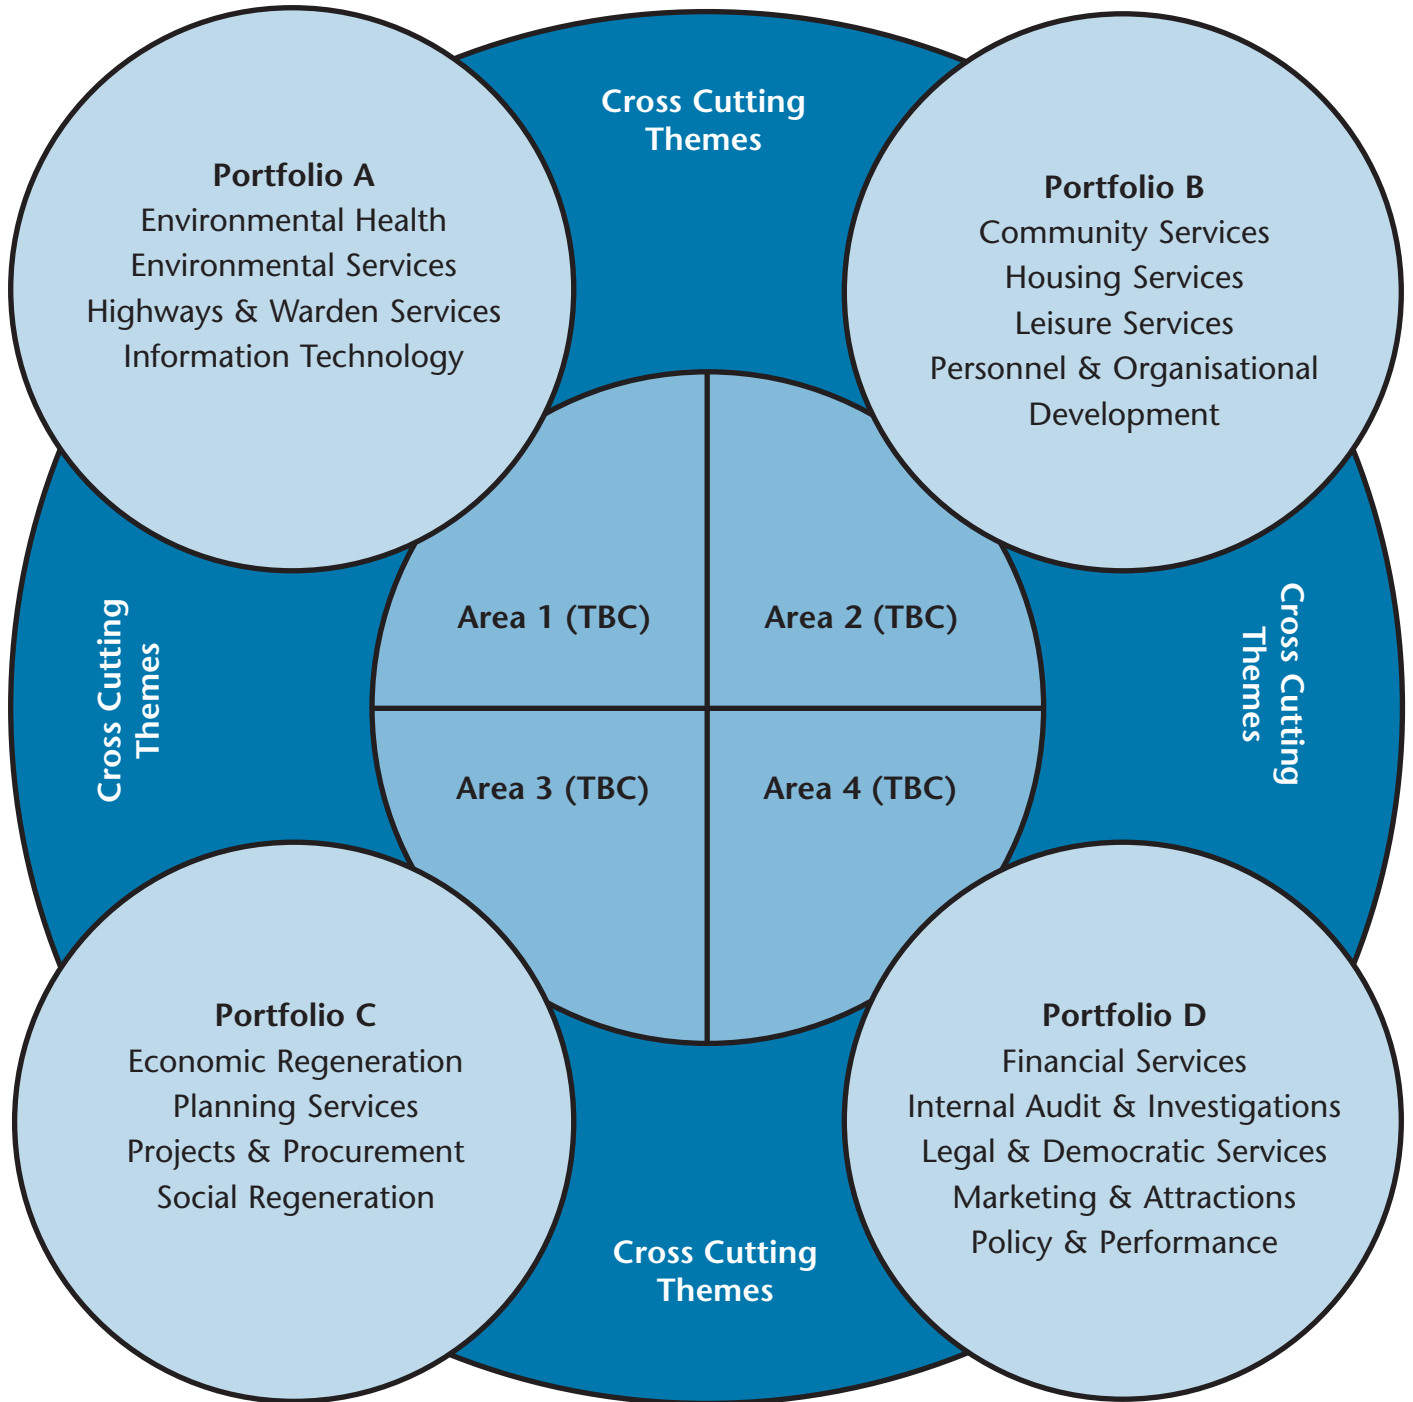 Cross Cutting
Themes
Portfolio A
Environmental Health
Environmental Services
Highways & Warden Services
Information Technology
Portfolio B
Community Services
Housing Services
Leisure Services
Personnel & Organisational
Development
Cross Cutting
Themes
Area 1 (TBC)
Area 2 (TBC)
Area 3 (TBC)
Area 4 (TBC)
Cross Cutting
Themes
Portfolio C
Economic Regeneration
Planning Services
Projects & Procurement
Social Regeneration
Portfolio D
Financial Services
Internal Audit & Investigations
Legal & Democratic Services
Marketing & Attractions
Policy & Performance
Cross Cutting
Themes